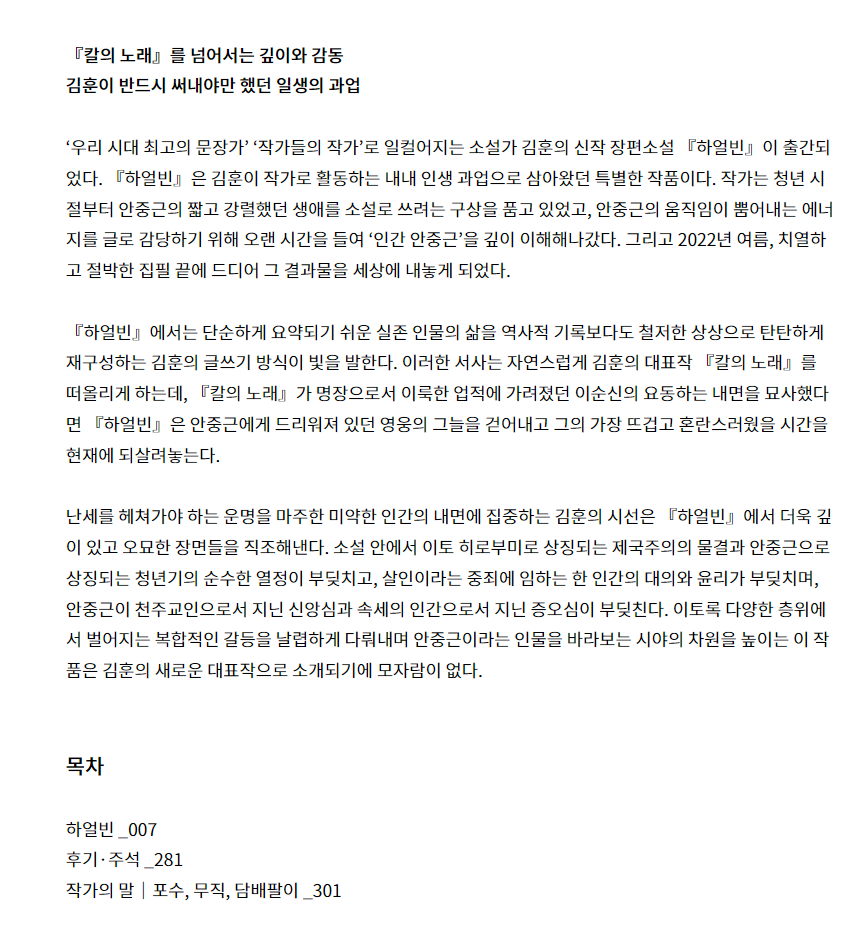 『칼의 노래』를 넘어서는 깊이와 감동
김훈이 반드시 써내야만 했던 일생의 과업
‘우리 시대 최고의 문장가’ ‘작가들의 작가’로 일컬어지는 소설가 김훈의 신작 장편소설 『하얼빈』이 출간되
었다. 『하얼빈』은 김훈이 작가로 활동하는 내내 인생 과업으로 삼아왔던 특별한 작품이다. 작가는 청년 시
절부터 안중근의 짧고 강렬했던 생애를 소설로 쓰려는 구상을 품고 있었고, 안중근의 움직임이 뿜어내는 에너
지를 글로 감당하기 위해 오랜 시간을 들여 ‘인간 안중근’을 깊이 이해해나갔다. 그리고 2022년 여름, 치열하
고 절박한 집필 끝에 드디어 그 결과물을 세상에 내놓게 되었다.
『하얼빈』에서는 단순하게 요약되기 쉬운 실존 인물의 삶을 역사적 기록보다도 철저한 상상으로 탄탄하게
재구성하는 김훈의 글쓰기 방식이 빛을 발한다. 이러한 서사는 자연스럽게 김훈의 대표작 『칼의 노래』를
떠올리게 하는데, 『칼의 노래』가 명장으로서 이룩한 업적에 가려졌던 이순신의 요동하는 내면을 묘사했다
면 『하얼빈』은 안중근에게 드리워져 있던 영웅의 그늘을 걷어내고 그의 가장 뜨겁고 혼란스러웠을 시간을
현재에 되살려놓는다.
난세를 헤쳐가야 하는 운명을 마주한 미약한 인간의 내면에 집중하는 김훈의 시선은 『하얼빈』에서 더욱 깊
이 있고 오묘한 장면들을 직조해낸다. 소설 안에서 이토 히로부미로 상징되는 제국주의의 물결과 안중근으로
상징되는 청년기의 순수한 열정이 부딪치고, 살인이라는 중죄에 임하는 한 인간의 대의와 윤리가 부딪치며,
안중근이 천주교인으로서 지닌 신앙심과 속세의 인간으로서 지닌 증오심이 부딪친다. 이토록 다양한 층위에
서 벌어지는 복합적인 갈등을 날렵하게 다뤄내며 안중근이라는 인물을 바라보는 시야의 차원을 높이는 이 작
품은 김훈의 새로운 대표작으로 소개되기에 모자람이 없다.
목차
하얼빈 _007
후기·주석 _281
작가의 말│포수, 무직, 담배팔이 _301